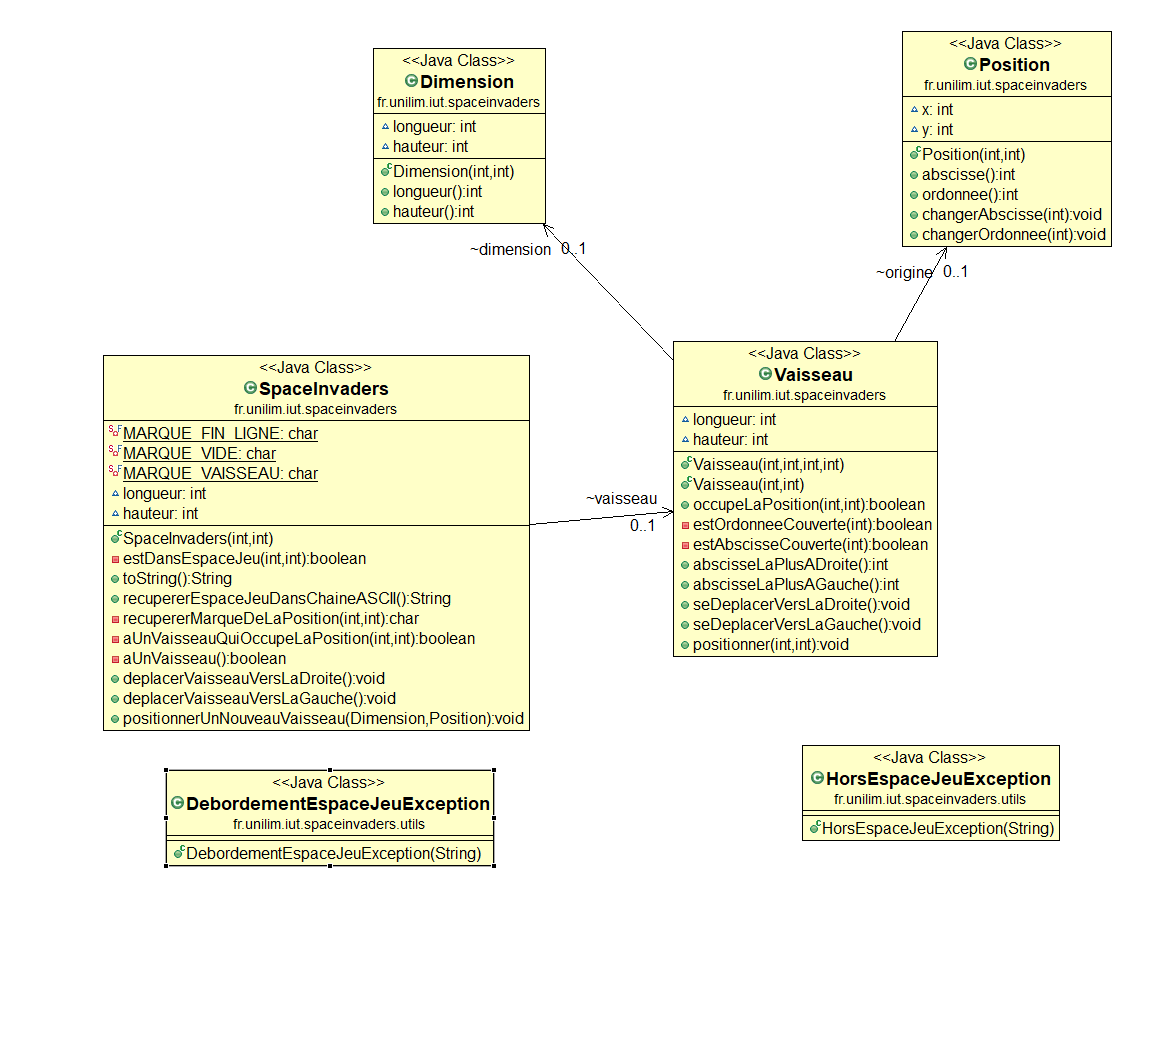 <<Java Class>>
Dimension
fr.unilim.iut.spaceinvaders
longueur: int
hauteur: int
Dimension(int,int)
longueur():int
hauteur():int
<<Java Class>>
Position
fr.unilim.iut.spaceinvaders
x: int
y: int
Position(int,int)
abscisse():int
ordonnee():int
changerAbscisse(int):void
changerOrdonnee(int):void
~dimension 0..1
~origine 0..1
<<Java Class>>
SpaceInvaders
fr.unilim.iut.spaceinvaders
MARQUE_FIN_LIGNE: char
MARQUE_VIDE: char
MARQUE_VAISSEAU: char
longueur: int
hauteur: int
SpaceInvaders(int,int)
estDansEspaceJeu(int,int):boolean
toString():String
recupererEspaceJeuDansChaineASCII():String
recupererMarqueDeLaPosition(int,int):char
aUnVaisseauQuiOccupeLaPosition(int,int):boolean
aUnVaisseau():boolean
deplacerVaisseauVersLaDroite():void
deplacerVaisseauVersLaGauche():void
positionnerUnNouveauVaisseau(Dimension,Position):void
~vaisseau
0..1
<<Java Class>>
Vaisseau
fr.unilim.iut.spaceinvaders
longueur: int
hauteur: int
Vaisseau(int,int,int,int)
Vaisseau(int,int)
occupeLaPosition(int,int):boolean
estOrdonneeCouverte(int):boolean
estAbscisseCouverte(int):boolean
abscisseLaPlusADroite():int
abscisseLaPlusAGauche():int
seDeplacerVersLaDroite():void
seDeplacerVersLaGauche():void
positionner(int,int):void
<<Java Class>>
DebordementEspaceJeuException
fr.unilim.iut.spaceinvaders.utils
DebordementEspaceJeuException(String)
<<Java Class>>
HorsEspaceJeuException
fr.unilim.iut.spaceinvaders.utils
HorsEspaceJeuException(String)